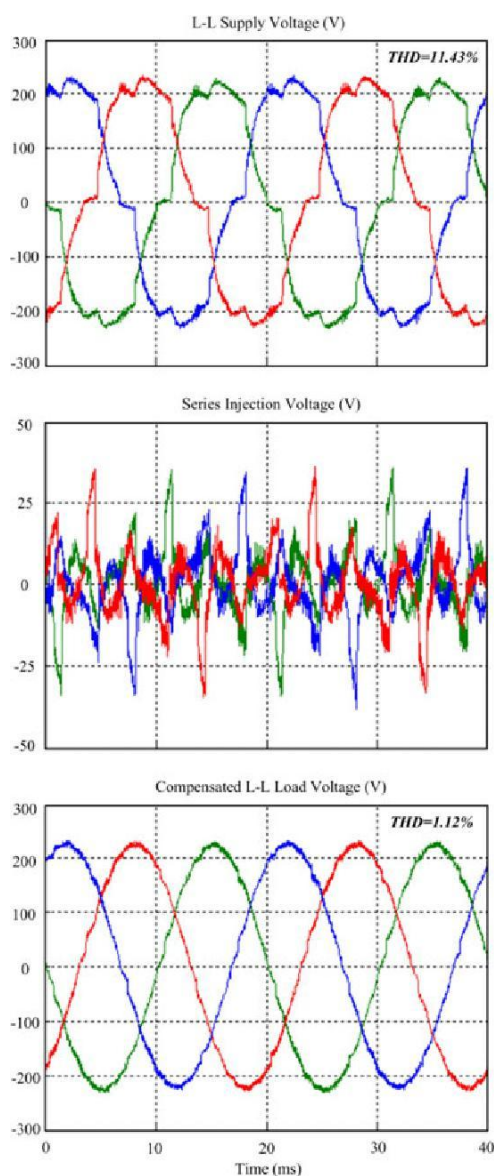 L-L Supply Voltage (V)
THD=11.43%
300
200
100
0
-100
-200
-300
Series Injection Voltage (V)
50
25
0
-25
-50
Compensated L-L Load Voltage (V)
THD=1.12%
300
200
100
0
-100
-200
-300
0 10 20 30 40
Time (ms)